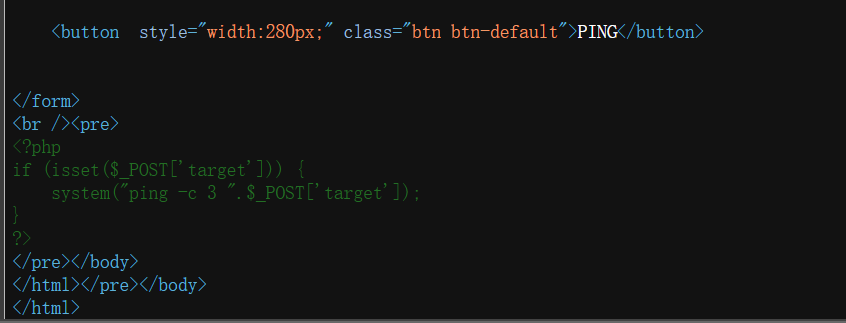 <button  style="width:280px;" class="btn btn-default">PING</button>
</form>
<br /><pre>
<?php
if (isset($_POST['target'])) {
    system("ping -c 3 ".$_POST['target']);
}
?>
</pre></body>
</html></pre></body>
</html>